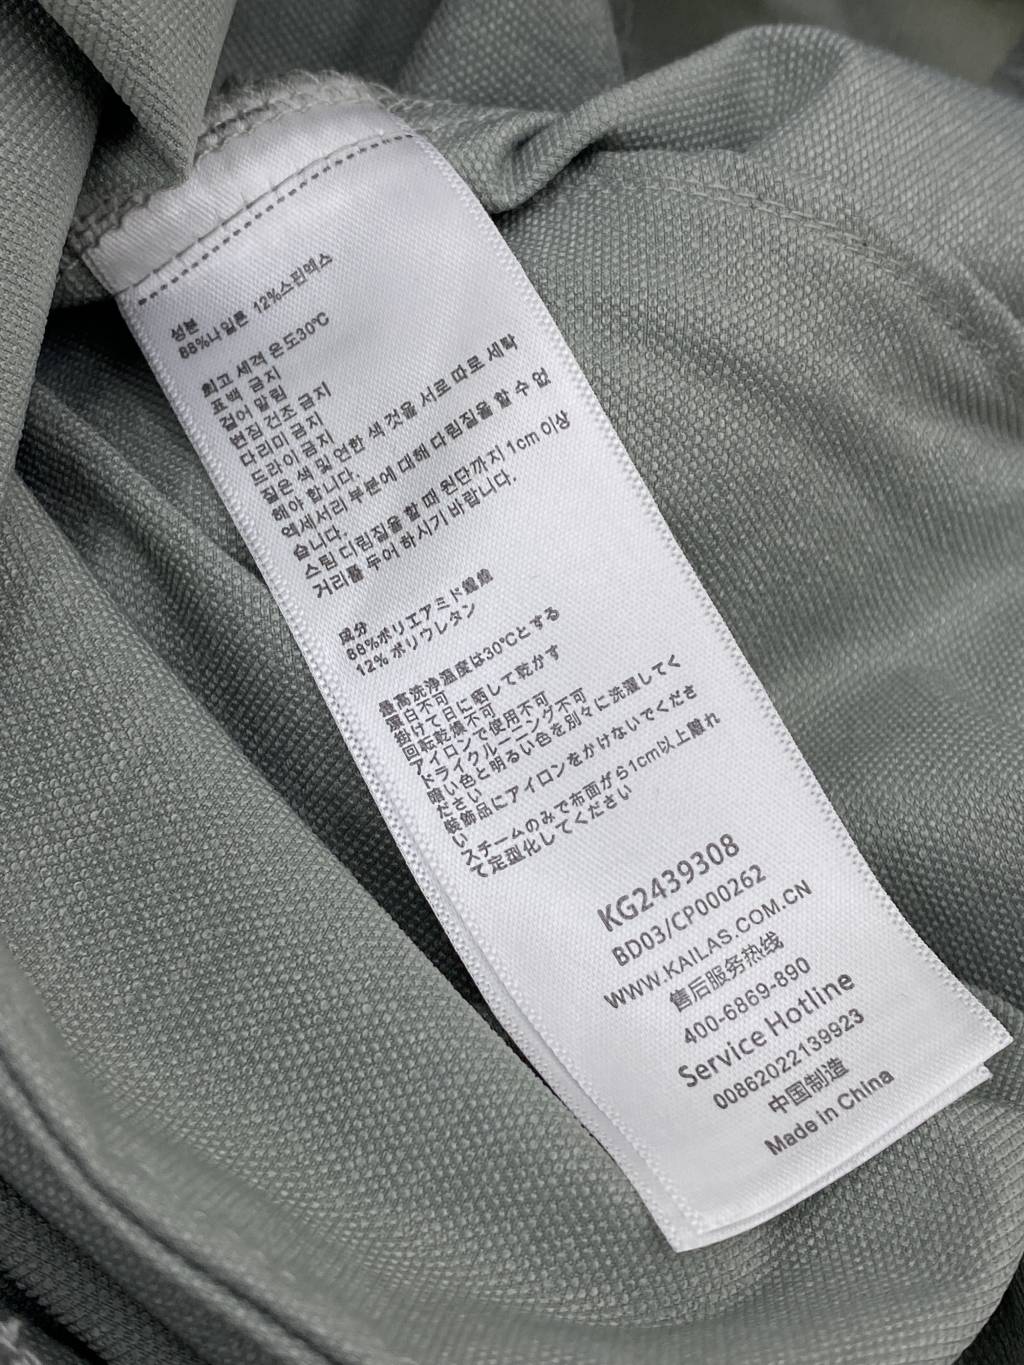 성분
88%나일론 12%스핀덱스
최고 세격 온도30℃
표백 금지
걸어 말림
번짐 건조 금지
다리미 금지
드라이 금지
짙은 색 및 연한 색 것을 서로 따로 세탁
해야 합니다.
엑세서리 부분에 대해 다림질을 할 수 없
습니다.
스팀 디림질을 할 때 원단까지 1cm 이상
거리를 두어 하시기 바랍니다.
成分
88%ポリエアミド繊維
12% ポリウレタン
最高洗浄温度は30℃とする
漂白不可
掛けて日に晒して乾かす
回転乾燥不可
アイロンで使用不可
ドライクルーニング不可
暗い色と明るい色を別々に洗濯してく
ださい
装飾品にアイロンをかけないでくださ
い
スチームのみで布面から1cm以上離れ
て定型化してください
KG2439308
BD03/CP000262
WWW.KAILAS.COM.CN
售后服务热线
400-6869-890
Service Hotline
00862022139923
中国制造
Made in China